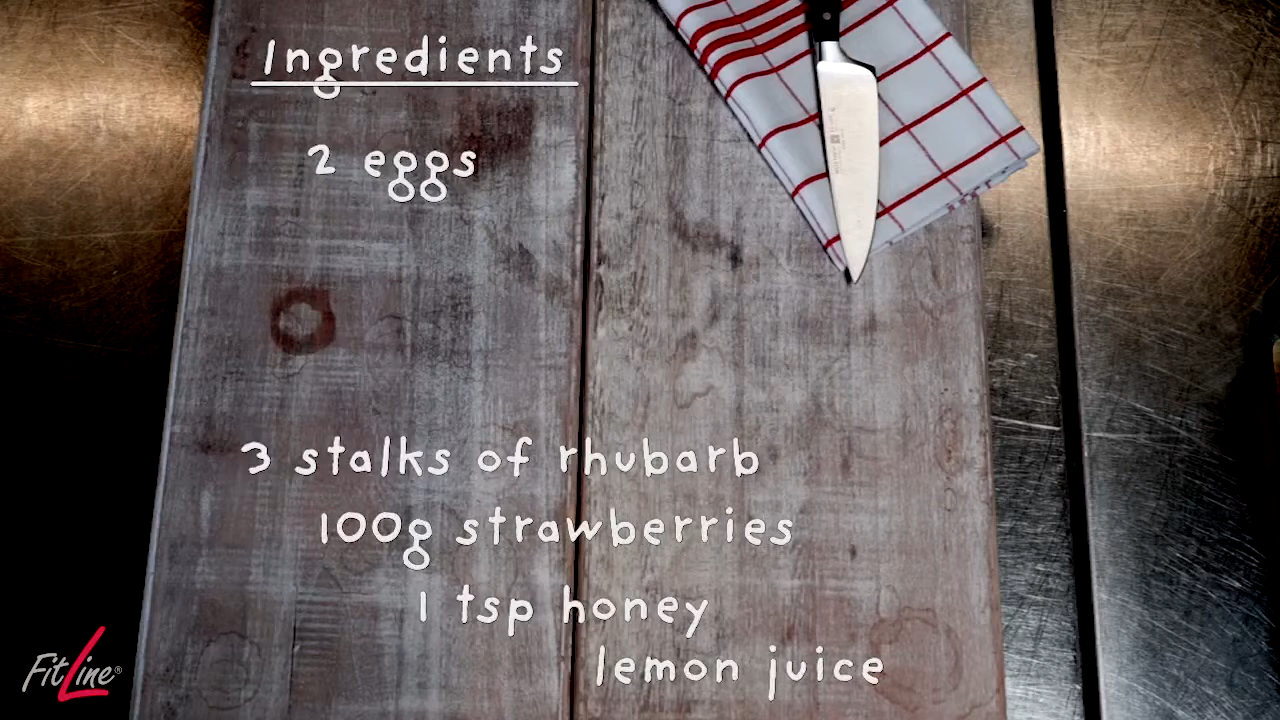 Ingredients
2 eggs
3 stalks of rhubarb
100g strawberries
1 tsp honey
lemon juice
FitLine®